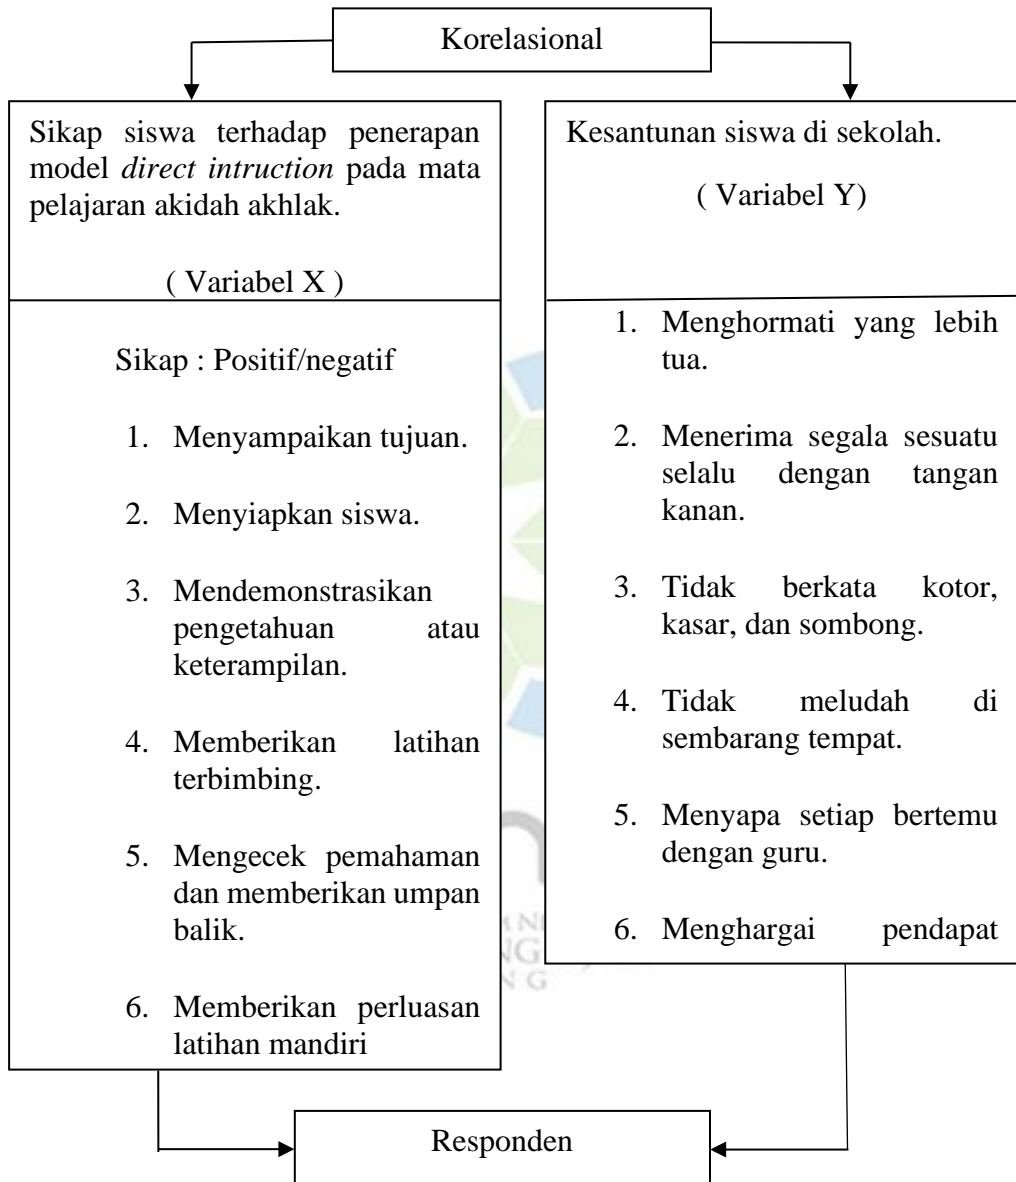 Korelasional
Sikap siswa terhadap penerapan
model direct intruction pada mata
pelajaran akidah akhlak.
( Variabel X )
Sikap : Positif/negatif
1. Menyampaikan tujuan.
2. Menyiapkan siswa.
3. Mendemonstrasikan
pengetahuan atau
keterampilan.
4. Memberikan latihan
terbimbing.
5. Mengecek pemahaman
dan memberikan umpan
balik.
6. Memberikan perluasan
latihan mandiri
Kesantunan siswa di sekolah.
( Variabel Y)
1. Menghormati yang lebih
tua.
2. Menerima segala sesuatu
selalu dengan tangan
kanan.
3. Tidak berkata kotor,
kasar, dan sombong.
4. Tidak meludah di
sembarang tempat.
5. Menyapa setiap bertemu
dengan guru.
6. Menghargai pendapat
Responden